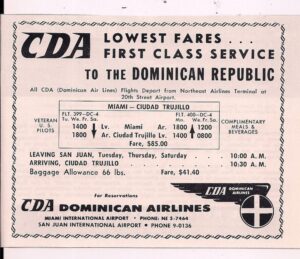 CDA
LOWEST FARES ...
FIRST CLASS SERVICE
TO THE DOMINICAN REPUBLIC
All CDA (Dominican Air Lines) Flights Depart from Northeast Airlines Terminal at
20th Street Airport.
MIAMI – CIUDAD TRUJILLO
VETERAN
U. S.
PILOTS
FLT. 399–DC-4
Tu. We. Fr. Sa.
FLT. 400–DC-4
Tu. We. Fr. Sa.
1400 Lv. Miami Ar. 1800 1200
1800 Ar. Ciudad Trujillo Lv. 1400 0800
Fare, $85.00
COMPLIMENTARY
MEALS &
BEVERAGES
LEAVING SAN JUAN, Tuesday, Thursday, Saturday 10:00 A. M.
ARRIVING, CIUDAD TRUJILLO 10:30 A. M.
Baggage Allowance 66 lbs. Fare, $41.40
For Reservations
CDA DOMINICAN AIRLINES
MIAMI INTERNATIONAL AIRPORT • PHONE: NE 5-7464
SAN JUAN INTERNATIONAL AIRPORT • PHONE 9-0136
CDA DOMINICAN
AIRLINES